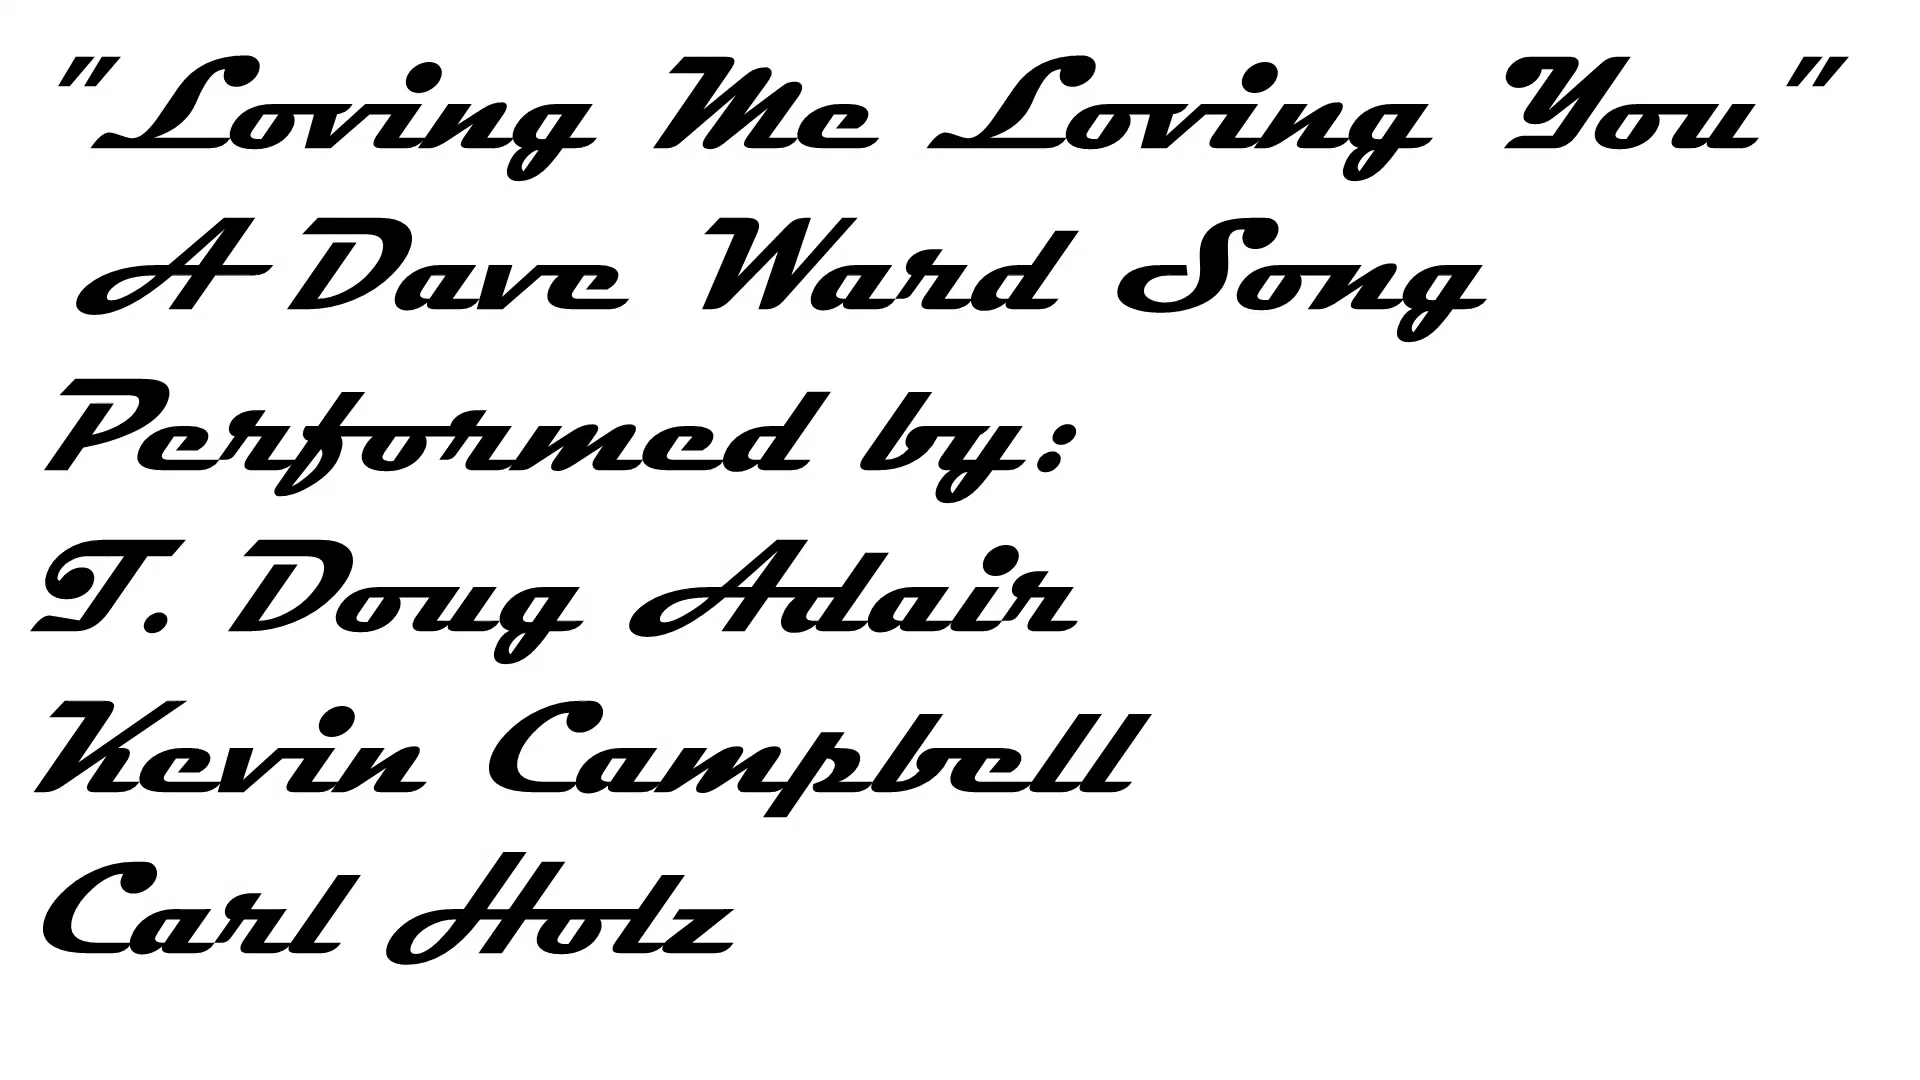 "Loving Me Loving You"
A Dave Ward Song
Performed by:
T. Doug Adair
Kevin Campbell
Carl Holz